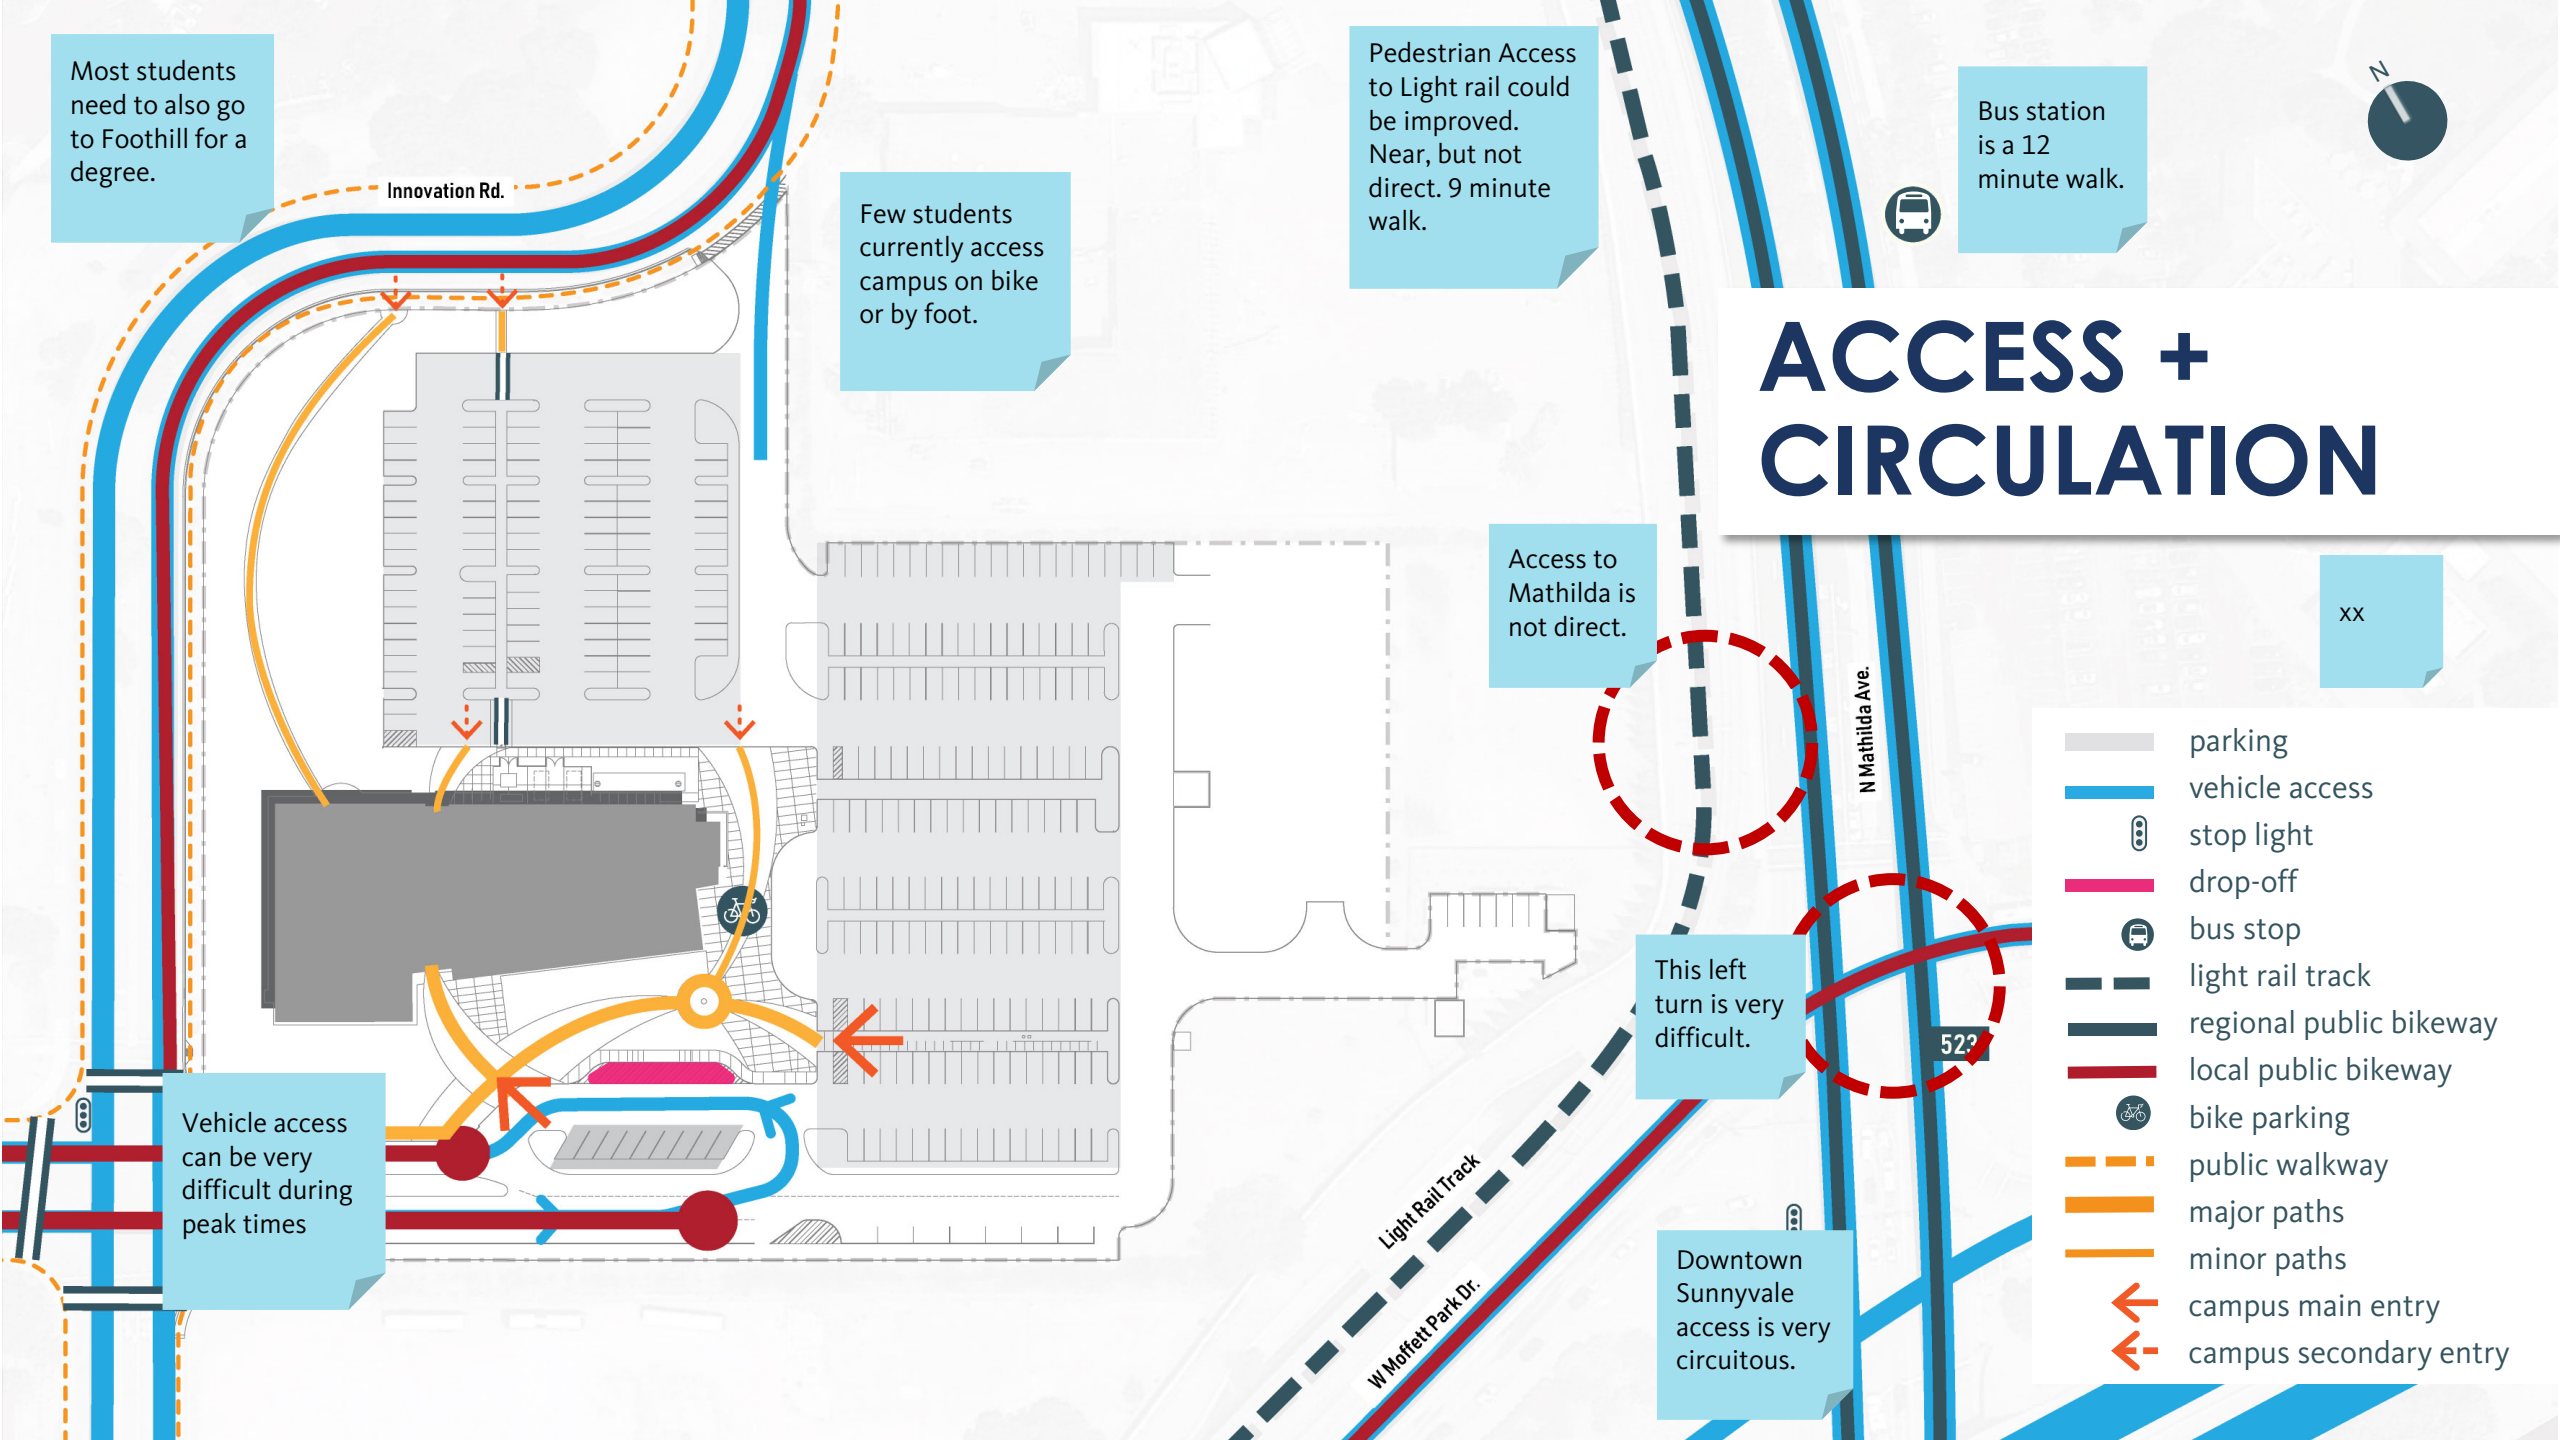 Most students
need to also go
to Foothill for a
degree.
Innovation Rd.
Few students
currently access
campus on bike
or by foot.
Pedestrian Access
to Light rail could
be improved.
Near, but not
direct. 9 minute
walk.
Bus station
is a 12
minute walk.
N
ACCESS +
CIRCULATION
Access to
Mathilda is
not direct.
xx
N Mathilda Ave.
This left
turn is very
difficult.
523
Vehicle access
can be very
difficult during
peak times
Light Rail Track
W Moffett Park Dr.
Downtown
Sunnyvale
access is very
circuitous.
parking
vehicle access
stop light
drop-off
bus stop
light rail track
regional public bikeway
local public bikeway
bike parking
public walkway
major paths
minor paths
campus main entry
campus secondary entry